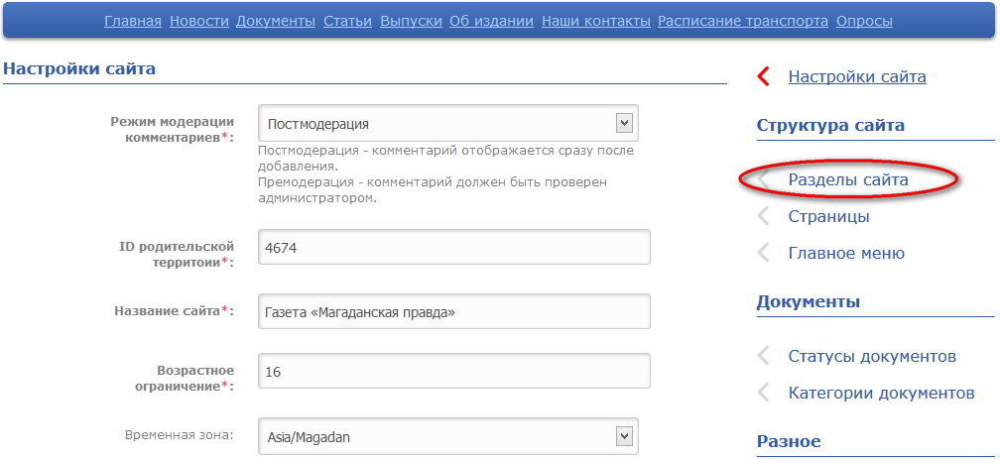 Главная Новости Документы Статьи Выпуски Об издании Наши контакты Расписание транспорта Опросы
Настройки сайта
Режим модерации
комментариев*:
Постмодерация
Постмодерация - комментарий отображается сразу после
добавления.
Премодерация - комментарий должен быть проверен
администратором.
ID родительской
территоии*:
4674
Название сайта*:
Газета «Магаданская правда»
Возрастное
ограничение*:
16
Временная зона:
Asia/Magadan
Настройки сайта
Структура сайта
Разделы сайта
Страницы
Главное меню
Документы
Статусы документов
Категории документов
Разное